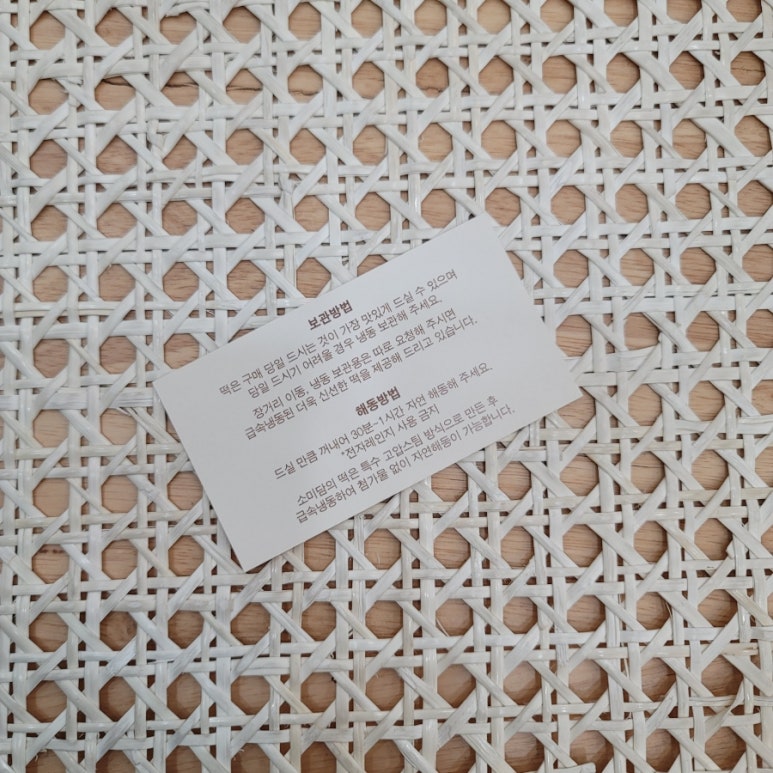 보관방법
떡은 구매 당일 드시는 것이 가장 맛있게 드실 수 있으며
당일 드시기 어려울 경우 냉동 보관해 주세요.
장거리 이동, 냉동 보관용은 따로 요청해 주시면
급속냉동된 더욱 신선한 떡을 제공해 드리고 있습니다.
해동방법
드실 만큼 꺼내어 30분~1시간 자연 해동해 주세요.
*전자레인지 사용 금지
소미담의 떡은 특수 고압스팀 방식으로 만든 후
급속냉동하여 첨가물 없이 자연해동이 가능합니다.